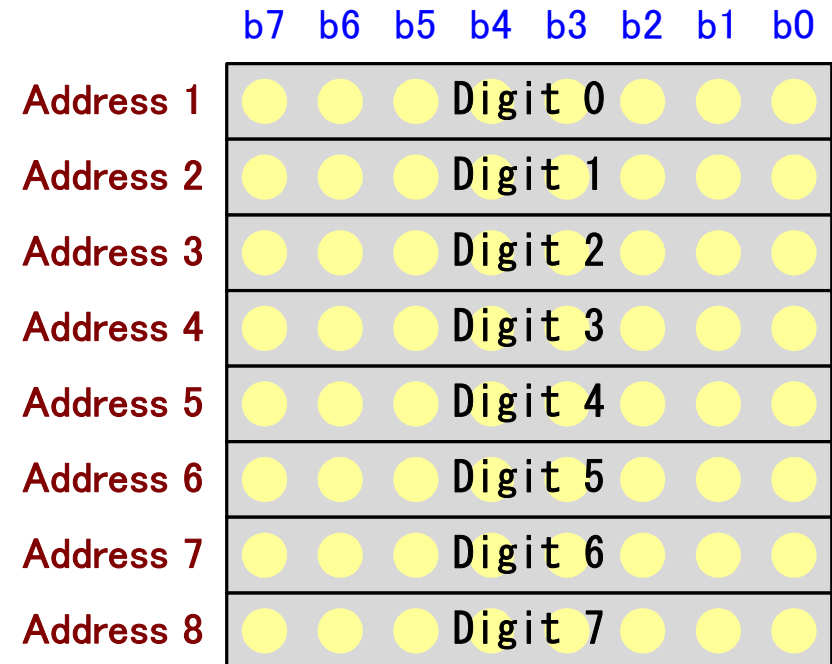 b7 b6 b5 b4 b3 b2 b1 b0
Address 1 Digit 0
Address 2 Digit 1
Address 3 Digit 2
Address 4 Digit 3
Address 5 Digit 4
Address 6 Digit 5
Address 7 Digit 6
Address 8 Digit 7